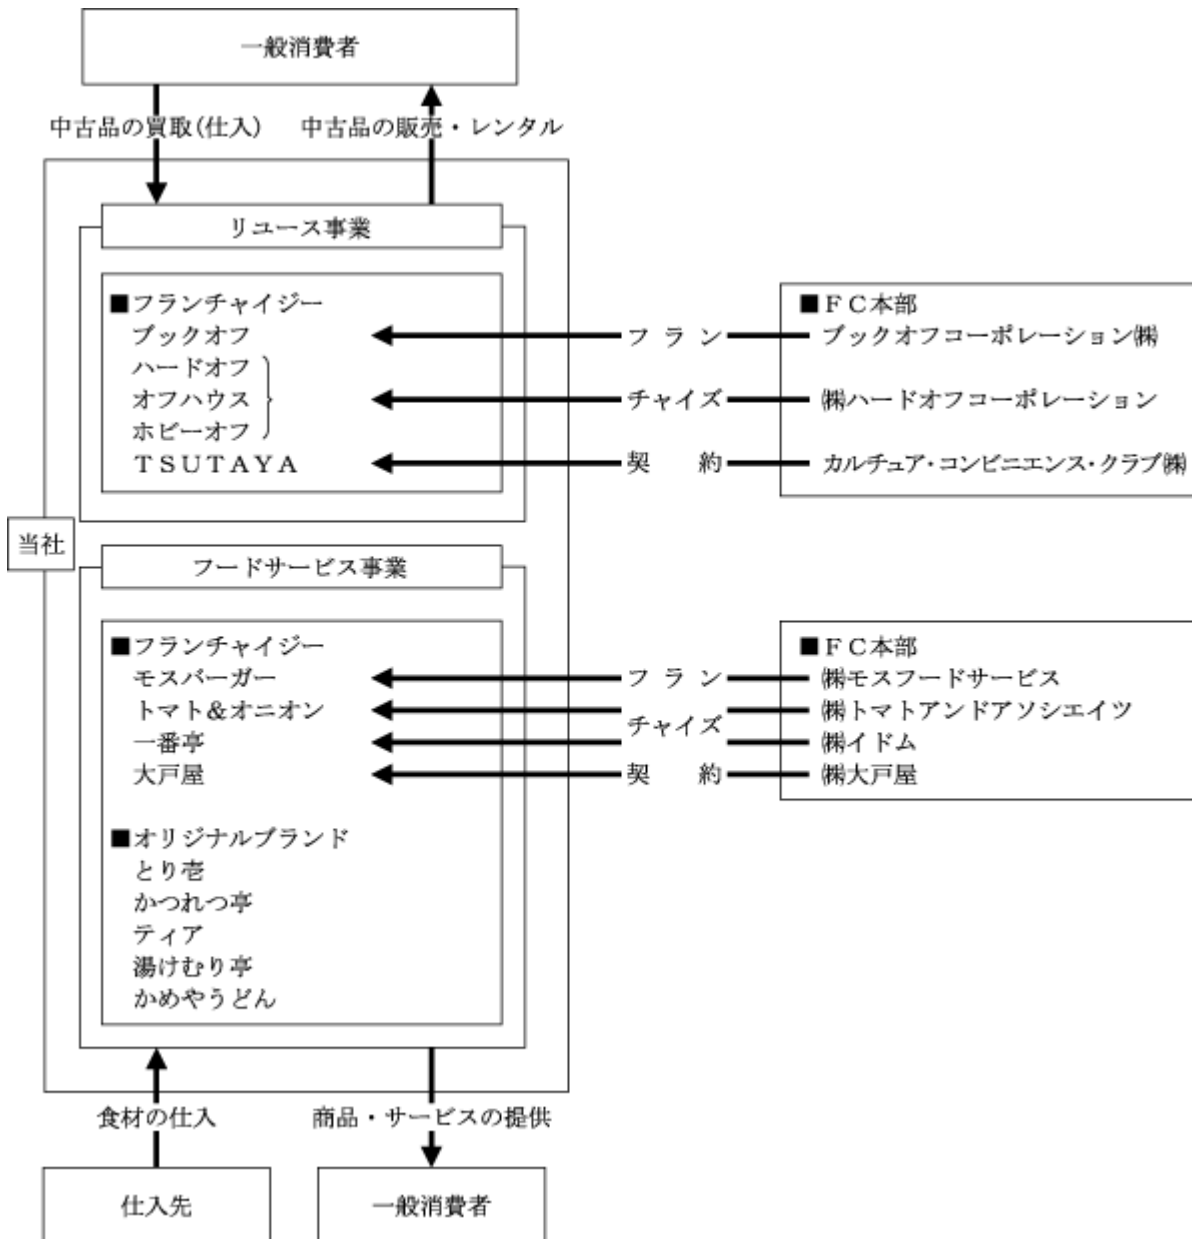 一般消費者
中古品の買取(仕入)
中古品の販売・レンタル
リユース事業
■フランチャイジー
ブックオフ
ハードオフ
オフハウス
ホビーオフ
TSUTAYA
フラン
チャイズ
契約
■FC本部
ブックオフコーポレーション㈱
㈱ハードオフコーポレーション
カルチュア・コンビニエンス・クラブ㈱
当社
フードサービス事業
■フランチャイジー
モスバーガー
トマト&オニオン
一番亭
大戸屋
フラン
チャイズ
契約
■FC本部
㈱モスフードサービス
㈱トマトアンドアソシエイツ
㈱イドム
㈱大戸屋
■オリジナルブランド
とり壱
かつれつ亭
ティア
湯けむり亭
かめやうどん
食材の仕入
商品・サービスの提供
仕入先
一般消費者